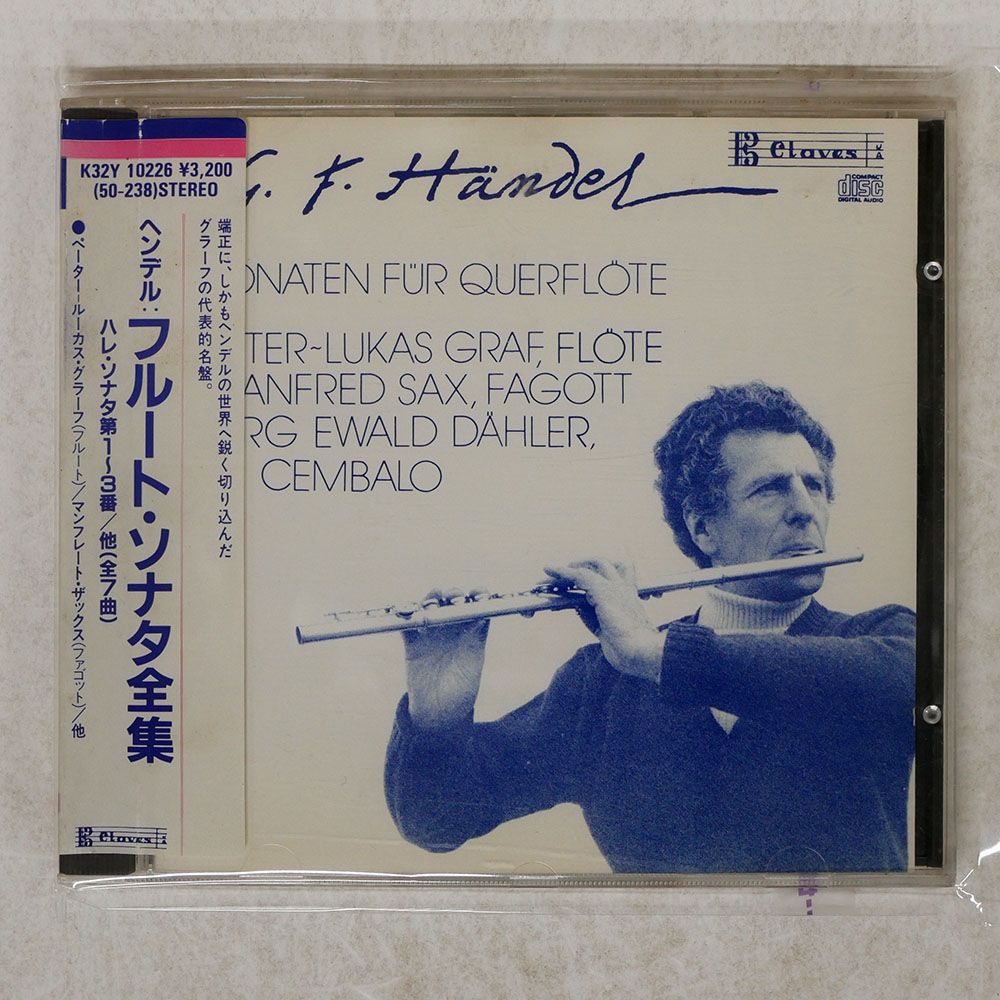 K32Y 10226 ¥3,200
(50-238)STEREO
端正に、しかもヘンデルの世界へ鋭く切り込んだ
グラーフの代表的名盤。
ヘンデル:フルート・ソナタ全集
ハレ・ソナタ第1~3番/他(全7曲)
●ペーター=ルーカス・グラーフ(フルート)/マンフレート・ザックス(ファゴット)/他
Claves
G. F. Händel
Claves
COMPACT
disc
DIGITAL AUDIO
ONATEN FÜR QUERFLÖTE
TER~LUKAS GRAF, FLÖTE
ANFRED SAX, FAGOTT
RG EWALD DÄHLER,
CEMBALO